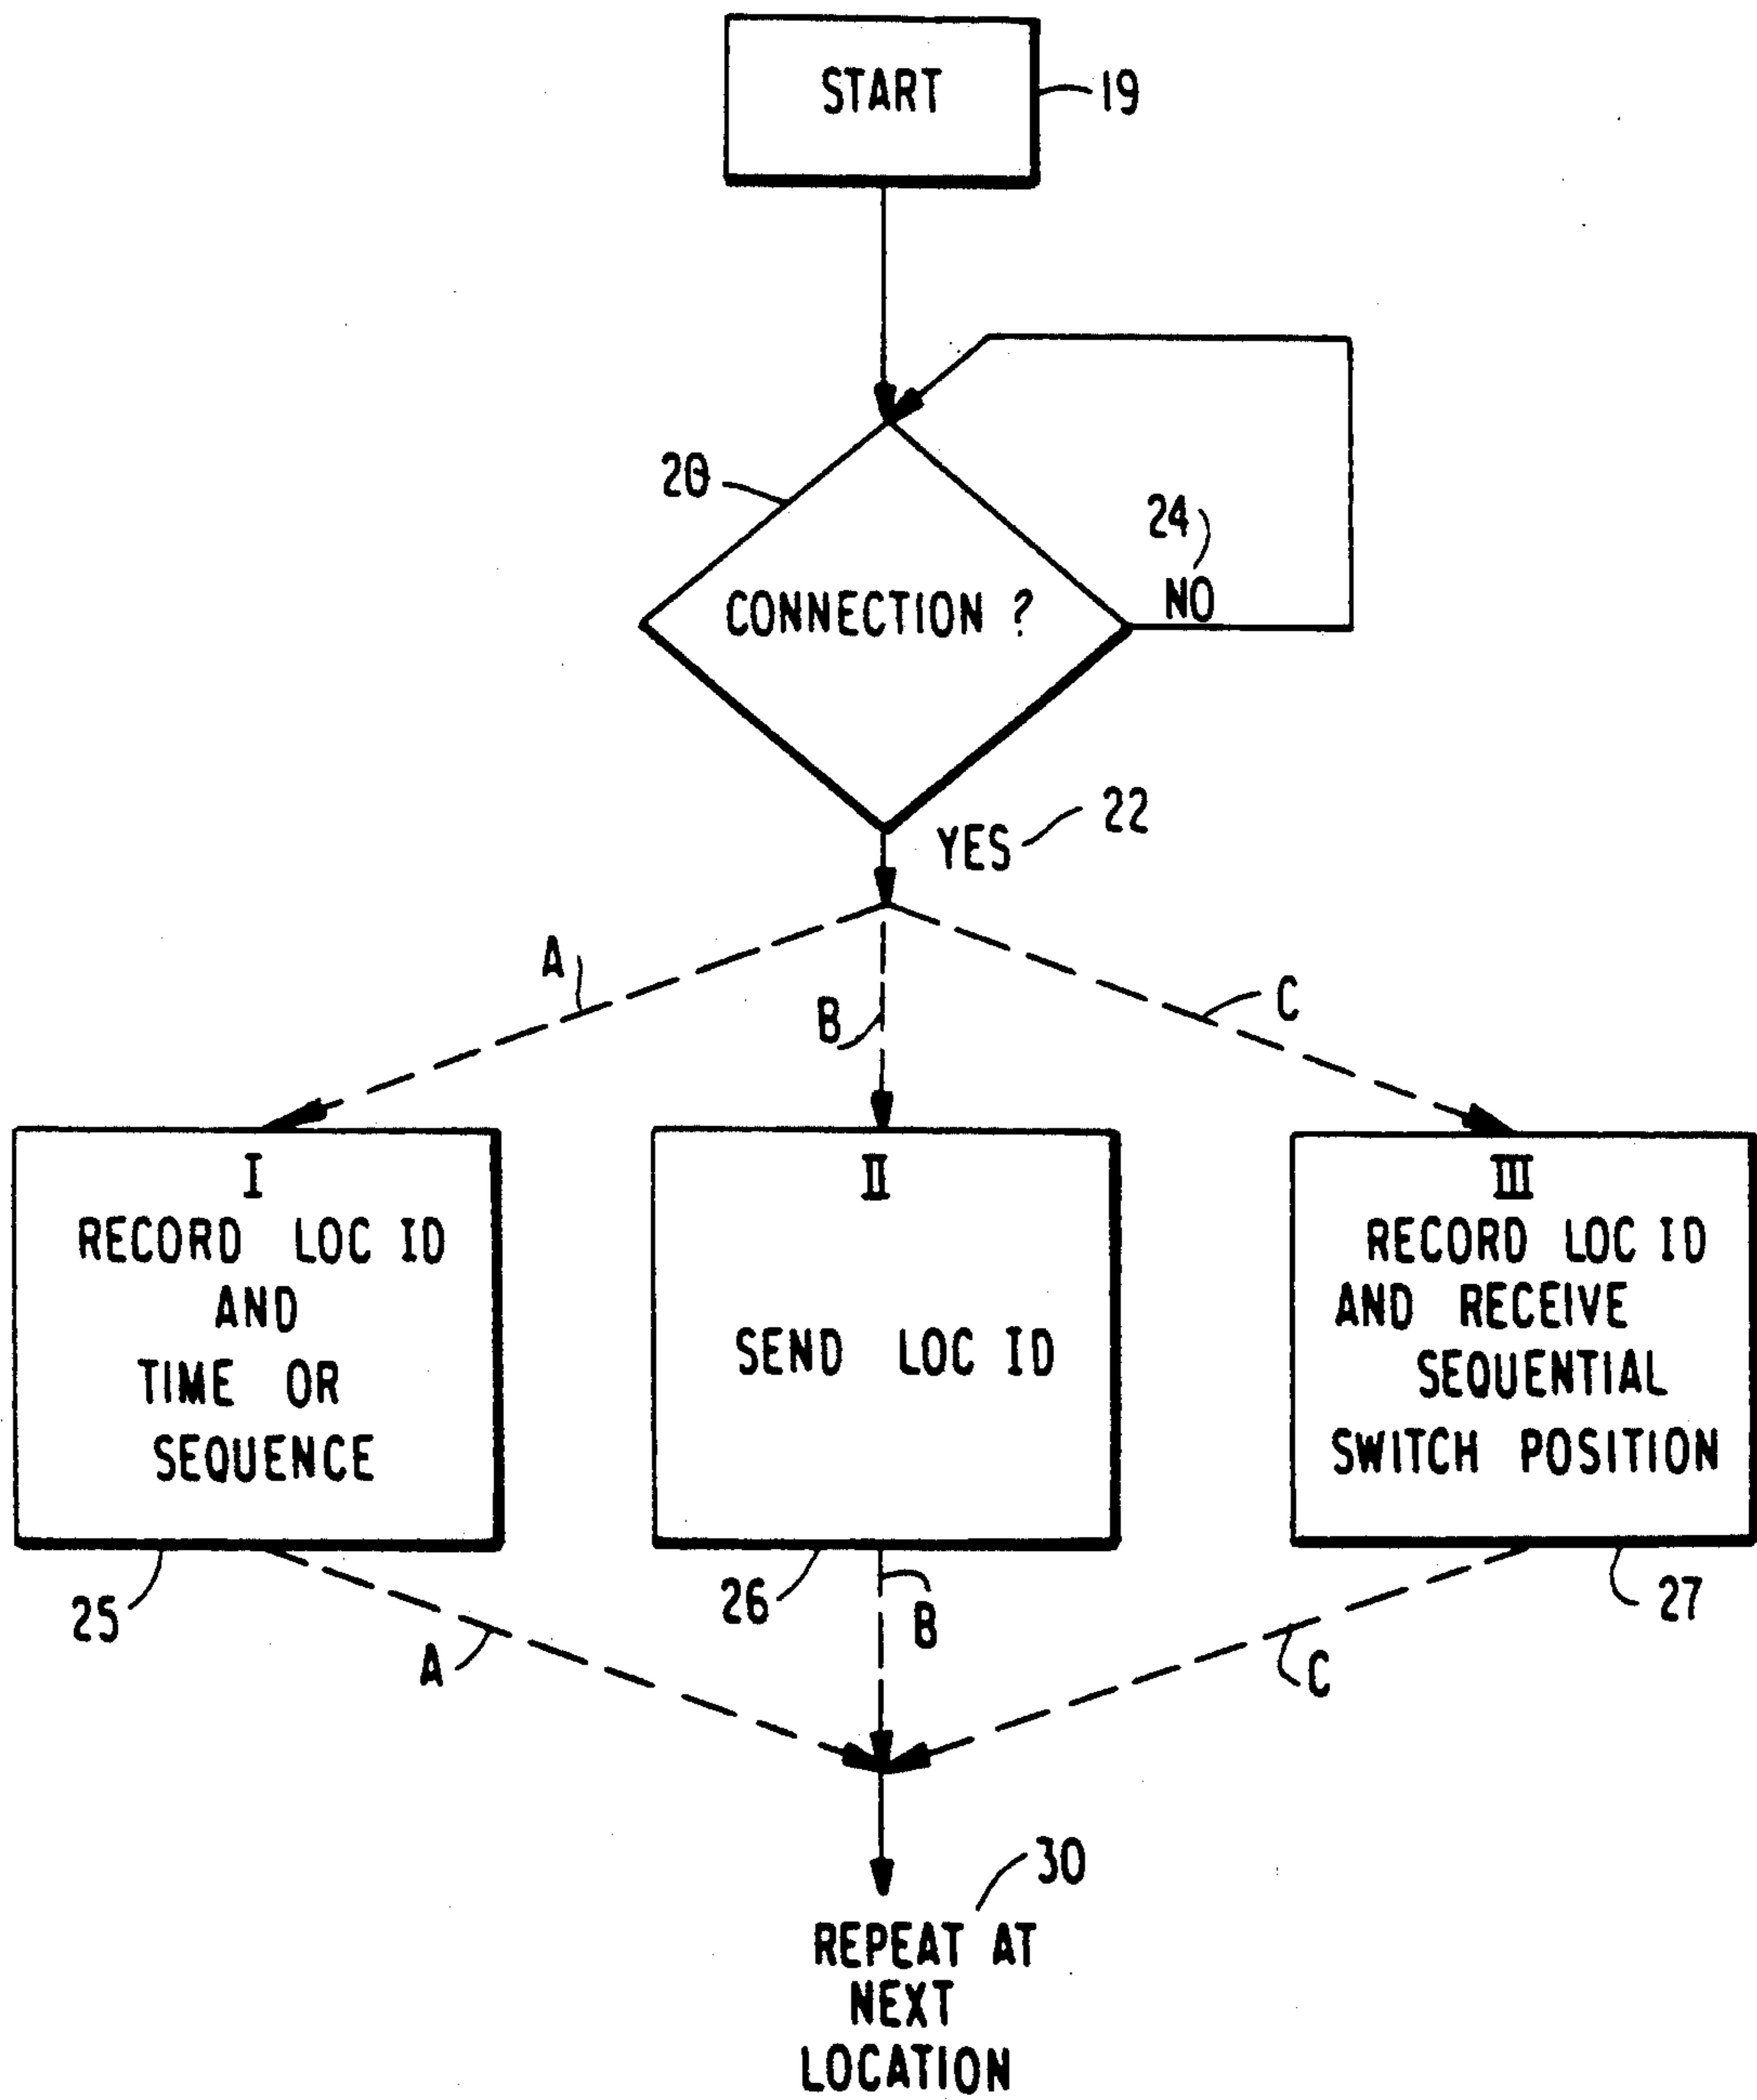 START
19
20
24
NO
CONNECTION ?
22
YES
A
B
C
I
RECORD LOC ID
AND
TIME OR
SEQUENCE
II
SEND LOC ID
III
RECORD LOC ID
AND RECEIVE
SEQUENTIAL
SWITCH POSITION
25
26
27
A
B
C
30
REPEAT AT
NEXT
LOCATION